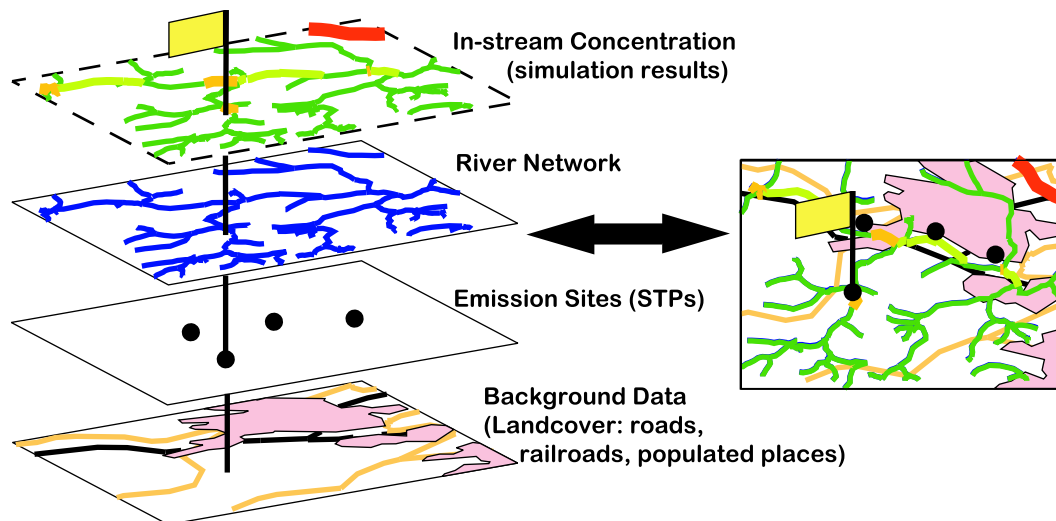 In-stream Concentration
(simulation results)
River Network
Emission Sites (STPs)
Background Data
(Landcover: roads,
railroads, populated places)